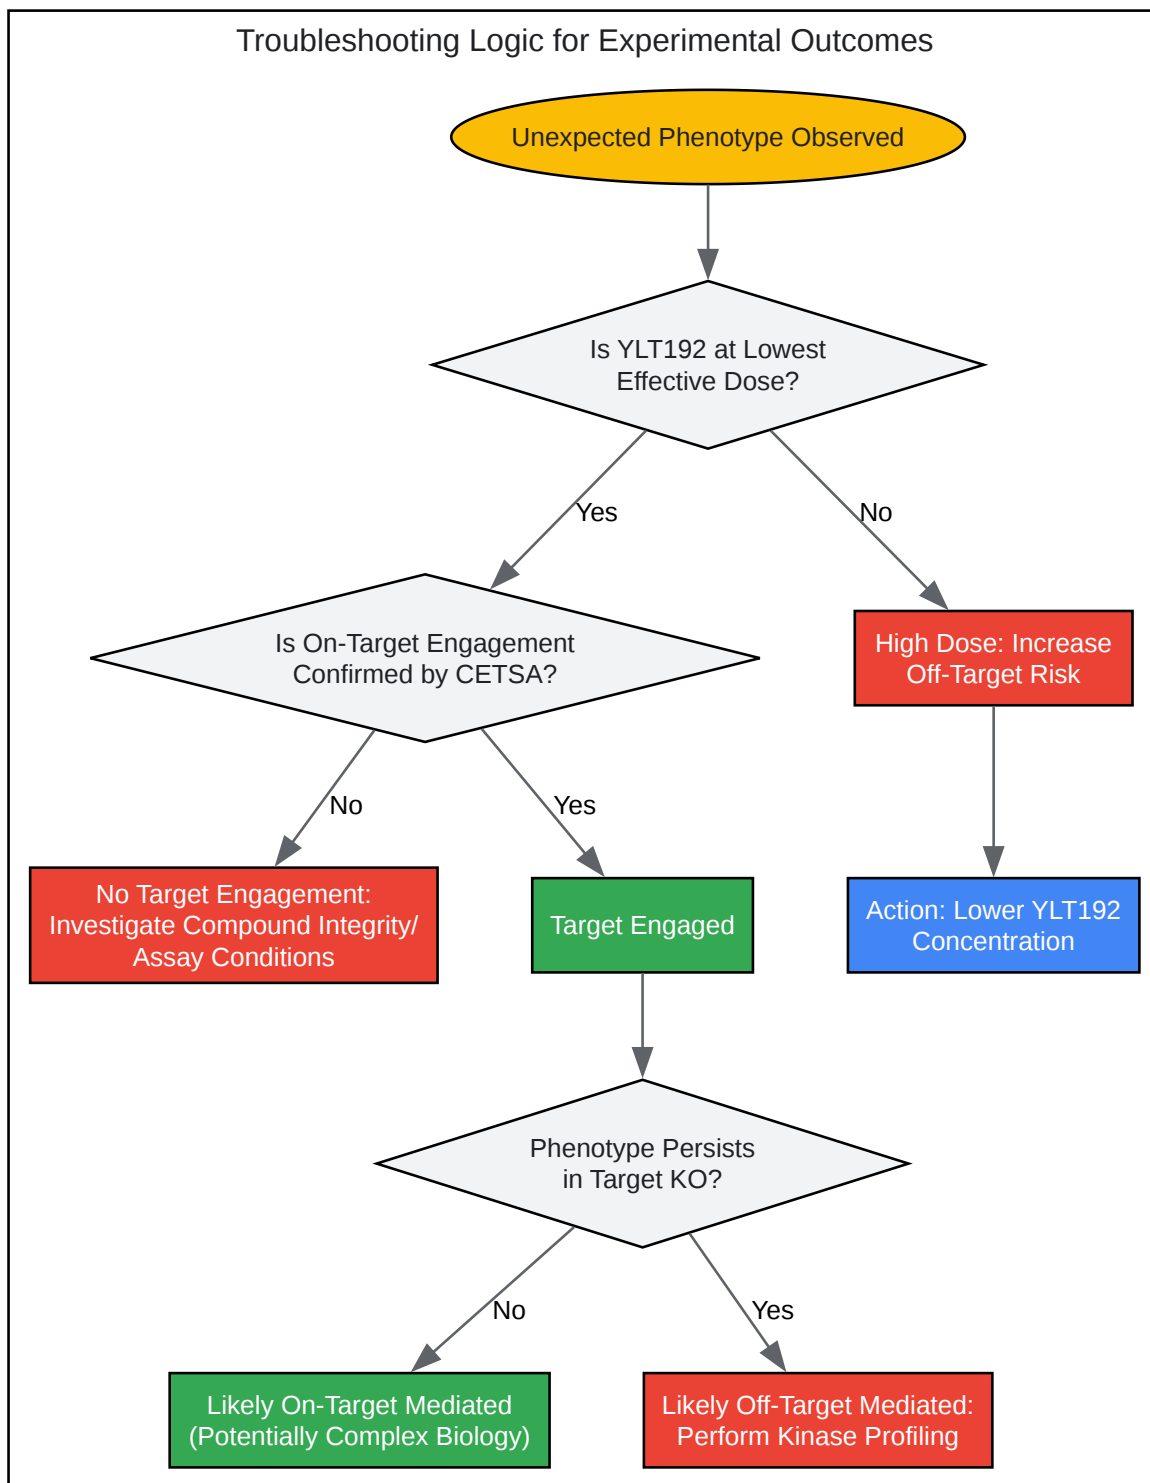 Troubleshooting Logic for Experimental Outcomes
Unexpected Phenotype Observed
Is YLT192 at Lowest
Effective Dose?
Yes
No
Is On-Target Engagement
Confirmed by CETSA?
High Dose: Increase
Off-Target Risk
No
Yes
No Target Engagement:
Investigate Compound Integrity/
Assay Conditions
Target Engaged
Action: Lower YLT192
Concentration
Phenotype Persists
in Target KO?
No
Yes
Likely On-Target Mediated
(Potentially Complex Biology)
Likely Off-Target Mediated:
Perform Kinase Profiling